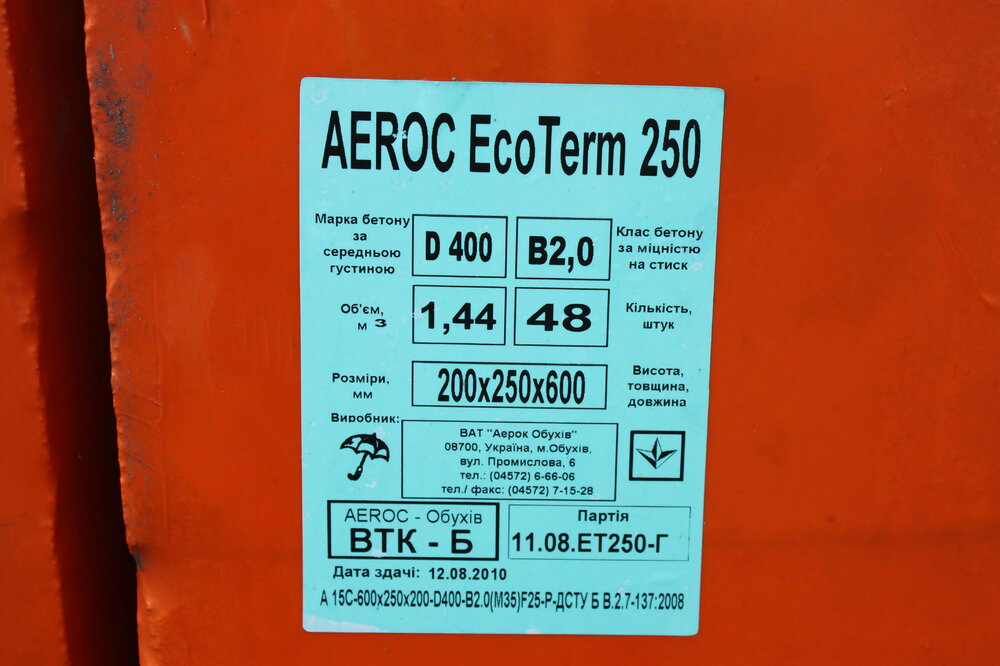 AEROC EcoTerm 250
Марка бетону
за
середньою
густиною
D 400
B2,0
Клас бетону
за міцністю
на стиск
Об'єм,
м 3
1,44
48
Кількість,
штук
Розміри,
мм
200x250x600
Висота,
товщина,
довжина
Виробник:
ВАТ "Аерок Обухів"
08700, Україна, м.Обухів,
вул. Промислова, 6
тел.: (04572) 6-66-06
тел./ факс: (04572) 7-15-28
AEROC - Обухів
ВТК - Б
Партія
11.08.ЕТ250-Г
Дата здачі: 12.08.2010
А 15С-600x250x200-D400-B2.0(М35)F25-Р-ДСТУ Б В.2.7-137:2008